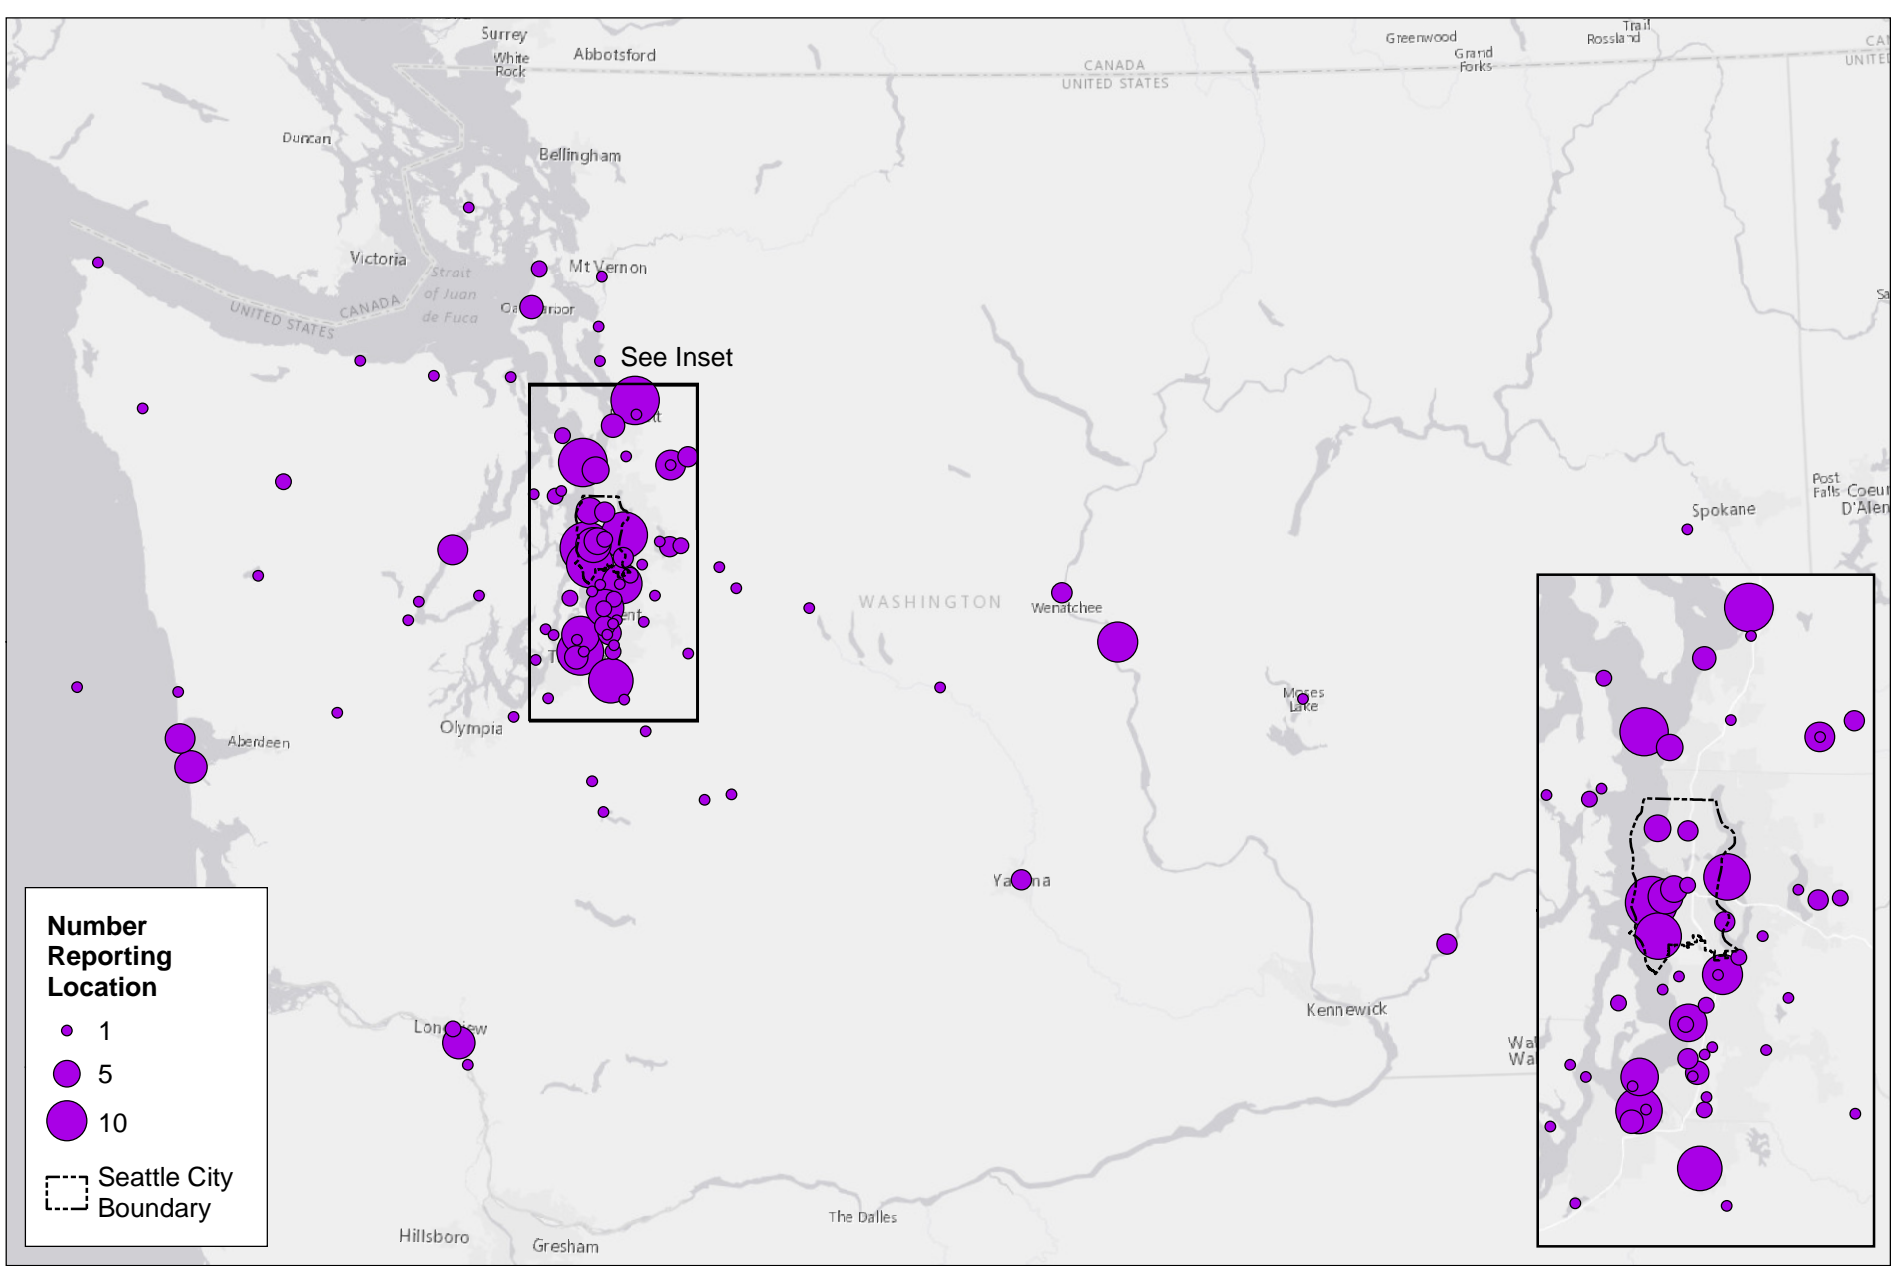 Surrey
White
Rock
Abbotsford
Greenwood
Grand
Forks
Trail
Rossland
CANADA
UNITED STATES
Duncan
Bellingham
Victoria
Strait
of Juan
de Fuca
Mt Vernon
CANADA
UNITED STATES
See Inset
Post
Falls
Coeur
Spokane
WASHINGTON
Wenatchee
Moses
Lake
Olympia
Aberdeen
Kennewick
The Dalles
Hillsboro
Gresham
Number
Reporting
Location
1
5
10
Seattle City
Boundary